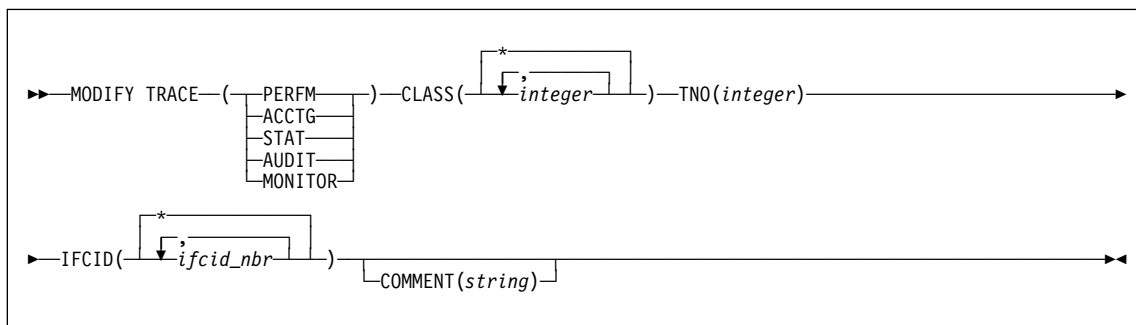 *
,
MODIFY TRACE ( PERFM ) CLASS( integer ) TNO(integer)
ACCTG
STAT
AUDIT
MONITOR
*
,
IFCID( ifcid_nbr )
COMMENT(string)